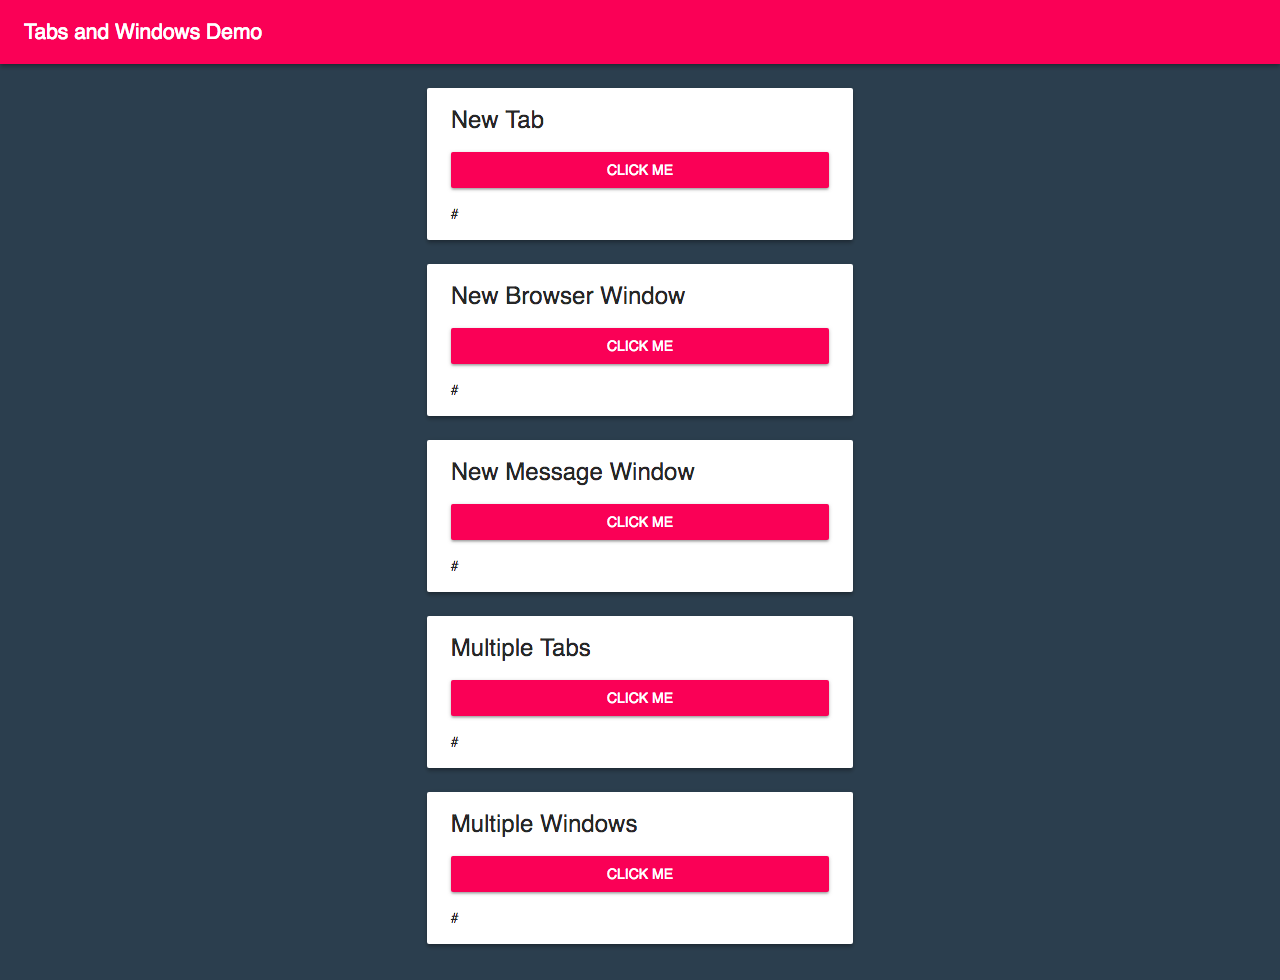 Tabs and Windows Demo
New Tab
CLICK ME
#
New Browser Window
CLICK ME
#
New Message Window
CLICK ME
#
Multiple Tabs
CLICK ME
#
Multiple Windows
CLICK ME
#